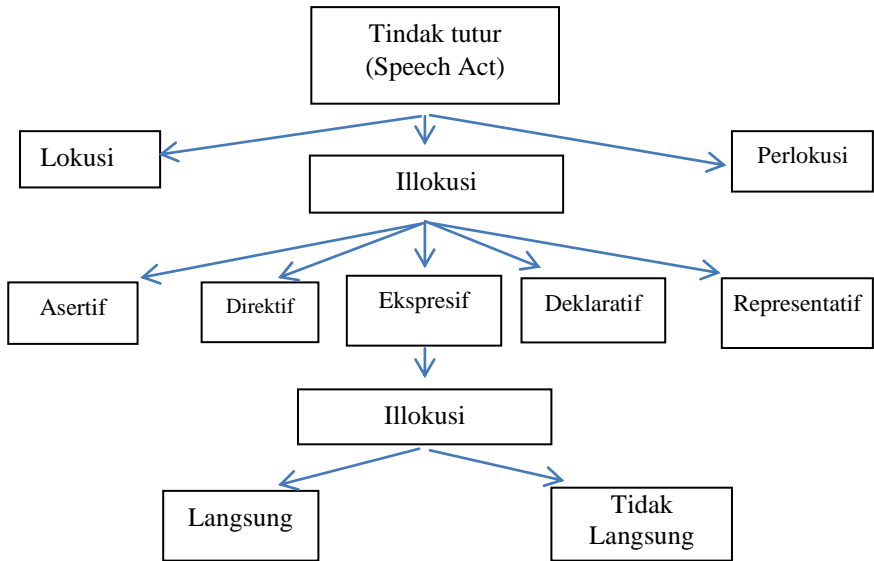 Tindak tutur
(Speech Act)
Lokusi
Illokusi
Perlokusi
Asertif
Direktif
Ekspresif
Deklaratif
Representatif
Illokusi
Langsung
Tidak
Langsung